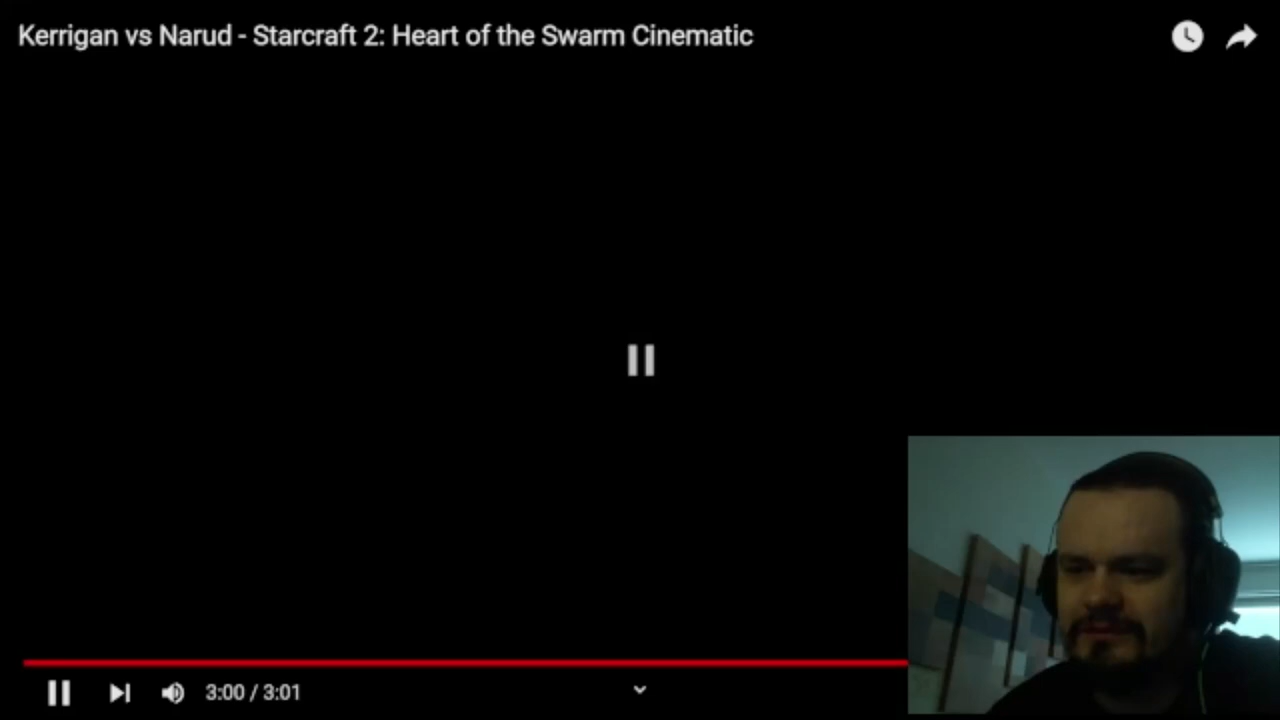 Kerrigan vs Narud - Starcraft 2: Heart of the Swarm Cinematic
3:00 / 3:01